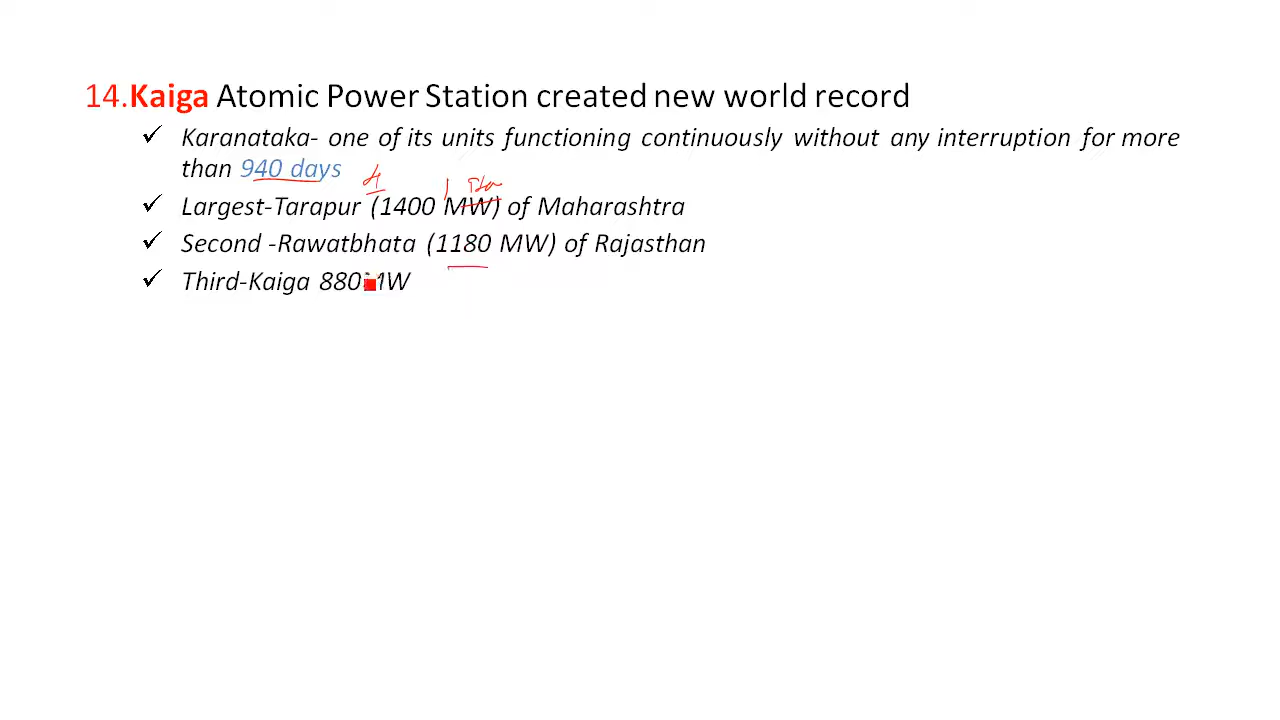 14.Kaiga Atomic Power Station created new world record
✓ Karanataka- one of its units functioning continuously without any interruption for more
than 940 days
✓ Largest-Tarapur (1400 MW) of Maharashtra
✓ Second -Rawatbhata (1180 MW) of Rajasthan
✓ Third-Kaiga 880 MW